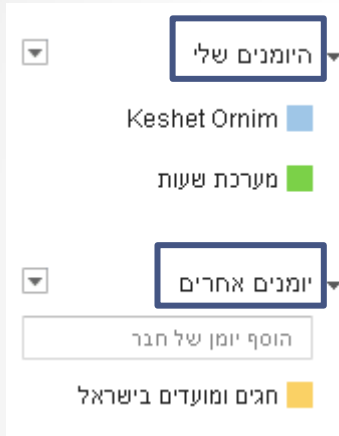 היומנים שלי
Keshet Ornim
מערכת שעות
יומנים אחרים
הוסף יומן של חבר
חגים ומועדים בישראל